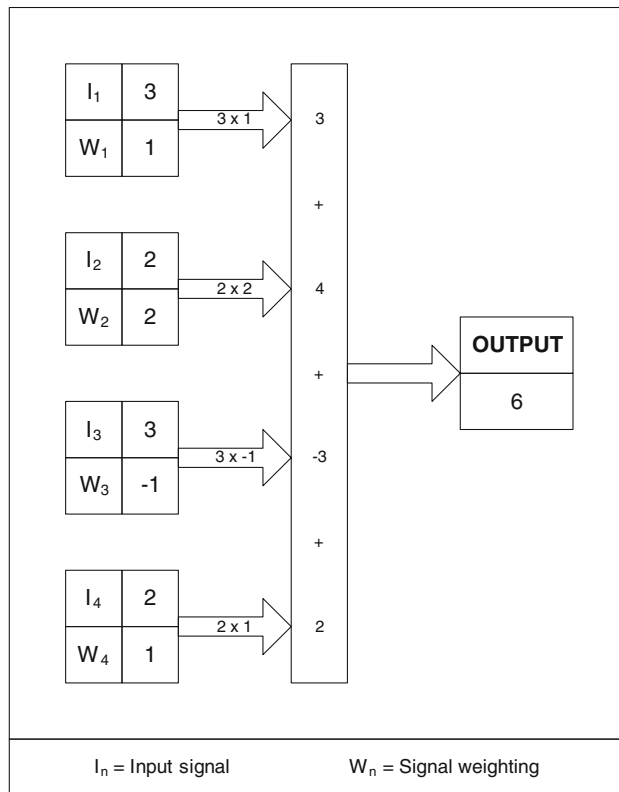 I₁ 3
3 x 1
3
W₁ 1
+
I₂ 2
2 x 2
4
W₂ 2
OUTPUT
+
6
I₃ 3
3 x -1
-3
W₃ -1
+
I₄ 2
2 x 1
2
W₄ 1
Iₙ = Input signal Wₙ = Signal weighting